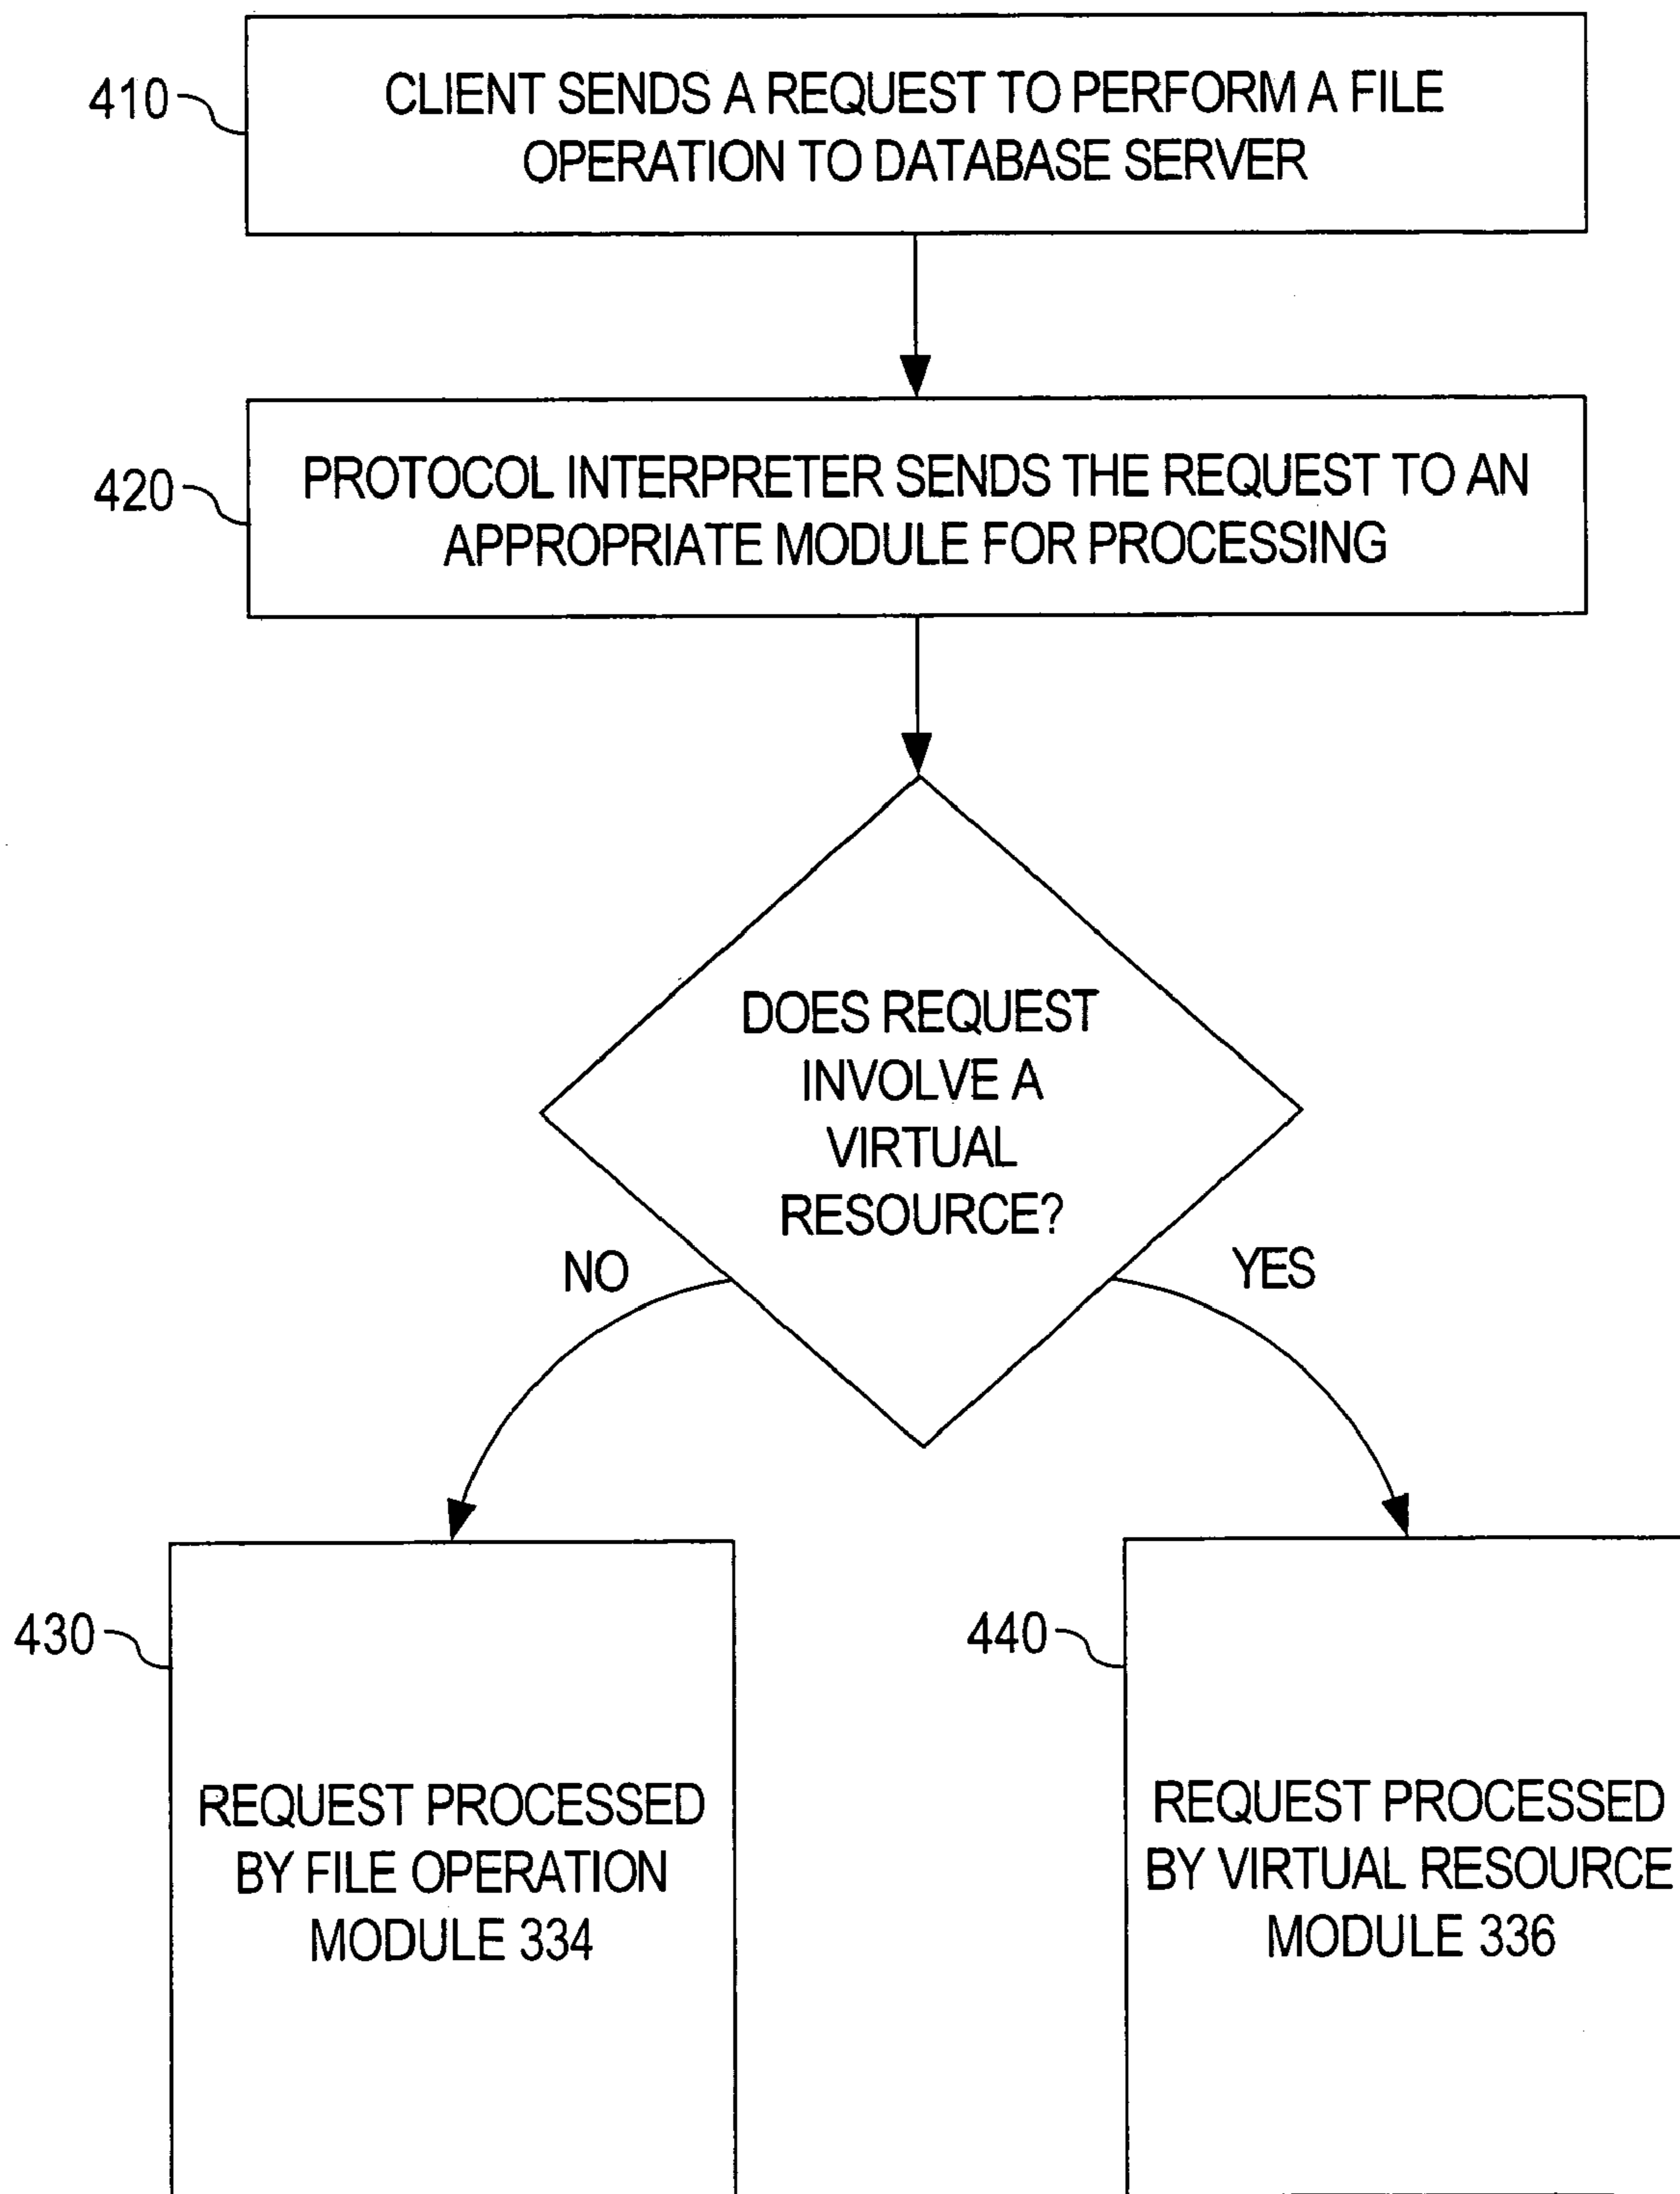 410
CLIENT SENDS A REQUEST TO PERFORM A FILE
OPERATION TO DATABASE SERVER
420
PROTOCOL INTERPRETER SENDS THE REQUEST TO AN
APPROPRIATE MODULE FOR PROCESSING
DOES REQUEST
INVOLVE A
VIRTUAL
RESOURCE?
NO
YES
430
REQUEST PROCESSED
BY FILE OPERATION
MODULE 334
440
REQUEST PROCESSED
BY VIRTUAL RESOURCE
MODULE 336